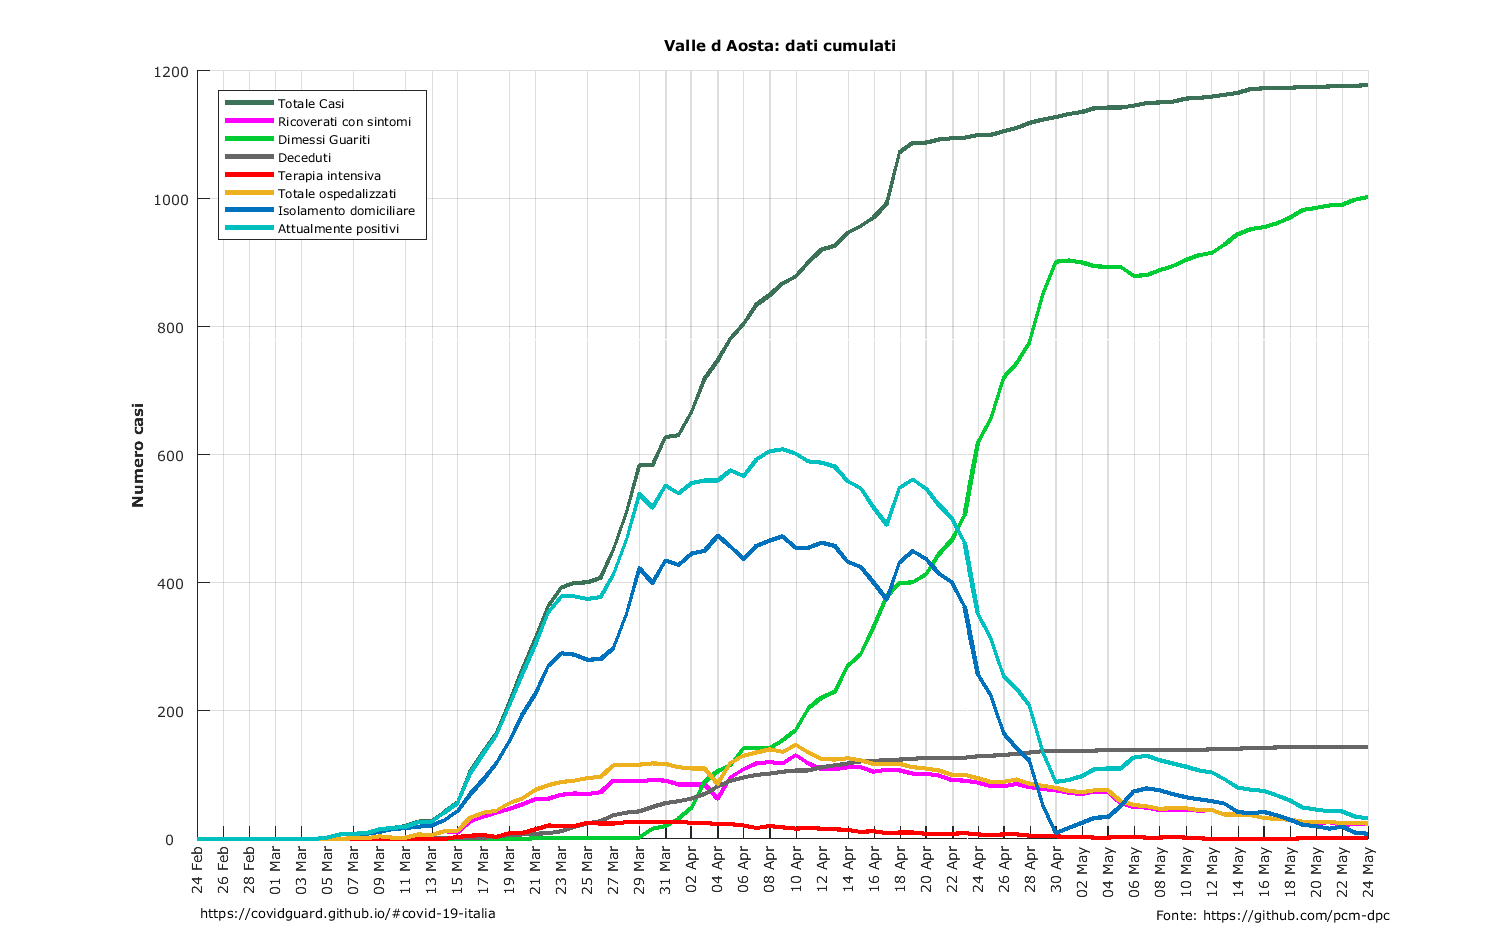 Valle d Aosta: dati cumulati
1200
1000
800
600
400
200
0
Numero casi
Totale Casi
Ricoverati con sintomi
Dimessi Guariti
Deceduti
Terapia intensiva
Totale ospedalizzati
Isolamento domiciliare
Attualmente positivi
24 Feb
26 Feb
28 Feb
01 Mar
03 Mar
05 Mar
07 Mar
09 Mar
11 Mar
13 Mar
15 Mar
17 Mar
19 Mar
21 Mar
23 Mar
25 Mar
27 Mar
29 Mar
31 Mar
02 Apr
04 Apr
06 Apr
08 Apr
10 Apr
12 Apr
14 Apr
16 Apr
18 Apr
20 Apr
22 Apr
24 Apr
26 Apr
28 Apr
30 Apr
02 May
04 May
06 May
08 May
10 May
12 May
14 May
16 May
18 May
20 May
22 May
24 May
https://covidguard.github.io/#covid-19-italia
Fonte: https://github.com/pcm-dpc